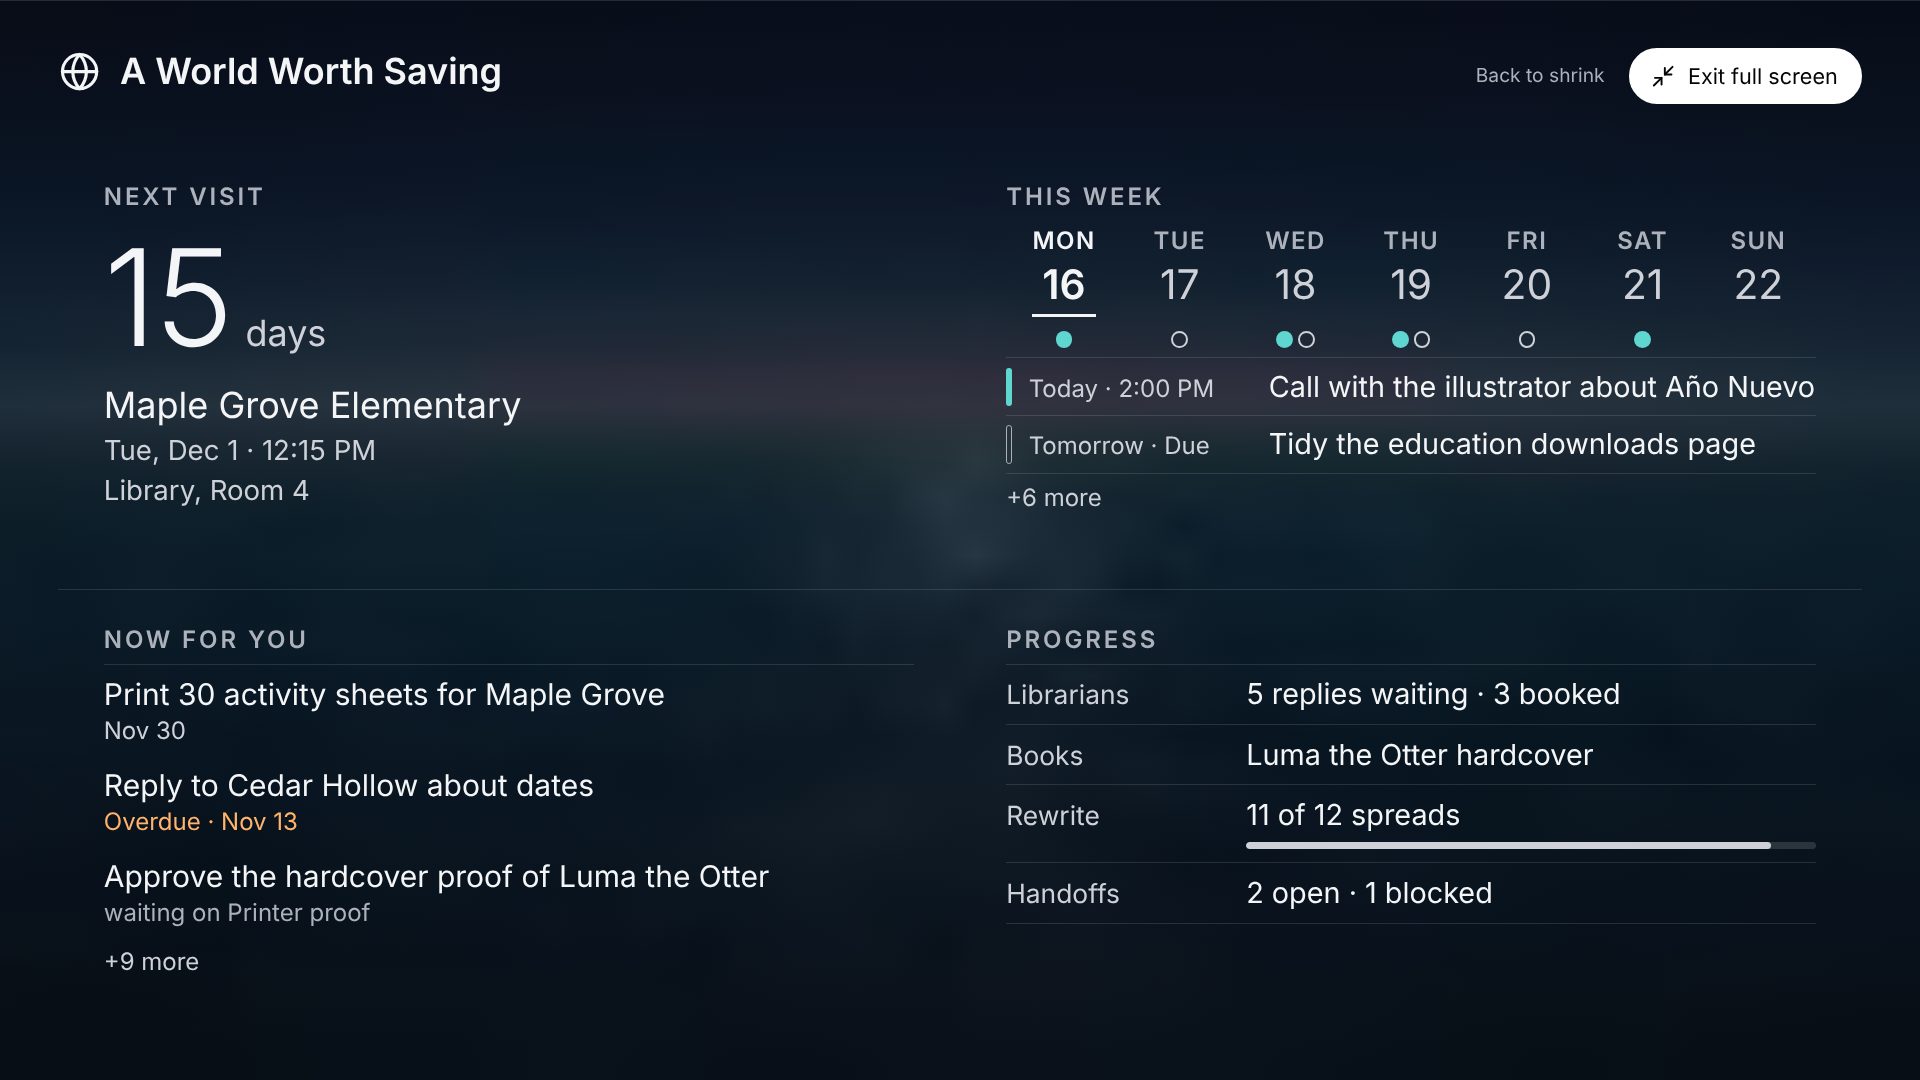 A World Worth Saving
Back to shrink
Exit full screen
NEXT VISIT
15 days
Maple Grove Elementary
Tue, Dec 1 · 12:15 PM
Library, Room 4
THIS WEEK
MON TUE WED THU FRI SAT SUN
16 17 18 19 20 21 22
Today · 2:00 PM Call with the illustrator about Año Nuevo
Tomorrow · Due Tidy the education downloads page
+6 more
NOW FOR YOU
Print 30 activity sheets for Maple Grove
Nov 30
Reply to Cedar Hollow about dates
Overdue · Nov 13
Approve the hardcover proof of Luma the Otter
waiting on Printer proof
+9 more
PROGRESS
Librarians 5 replies waiting · 3 booked
Books Luma the Otter hardcover
Rewrite 11 of 12 spreads
Handoffs 2 open · 1 blocked